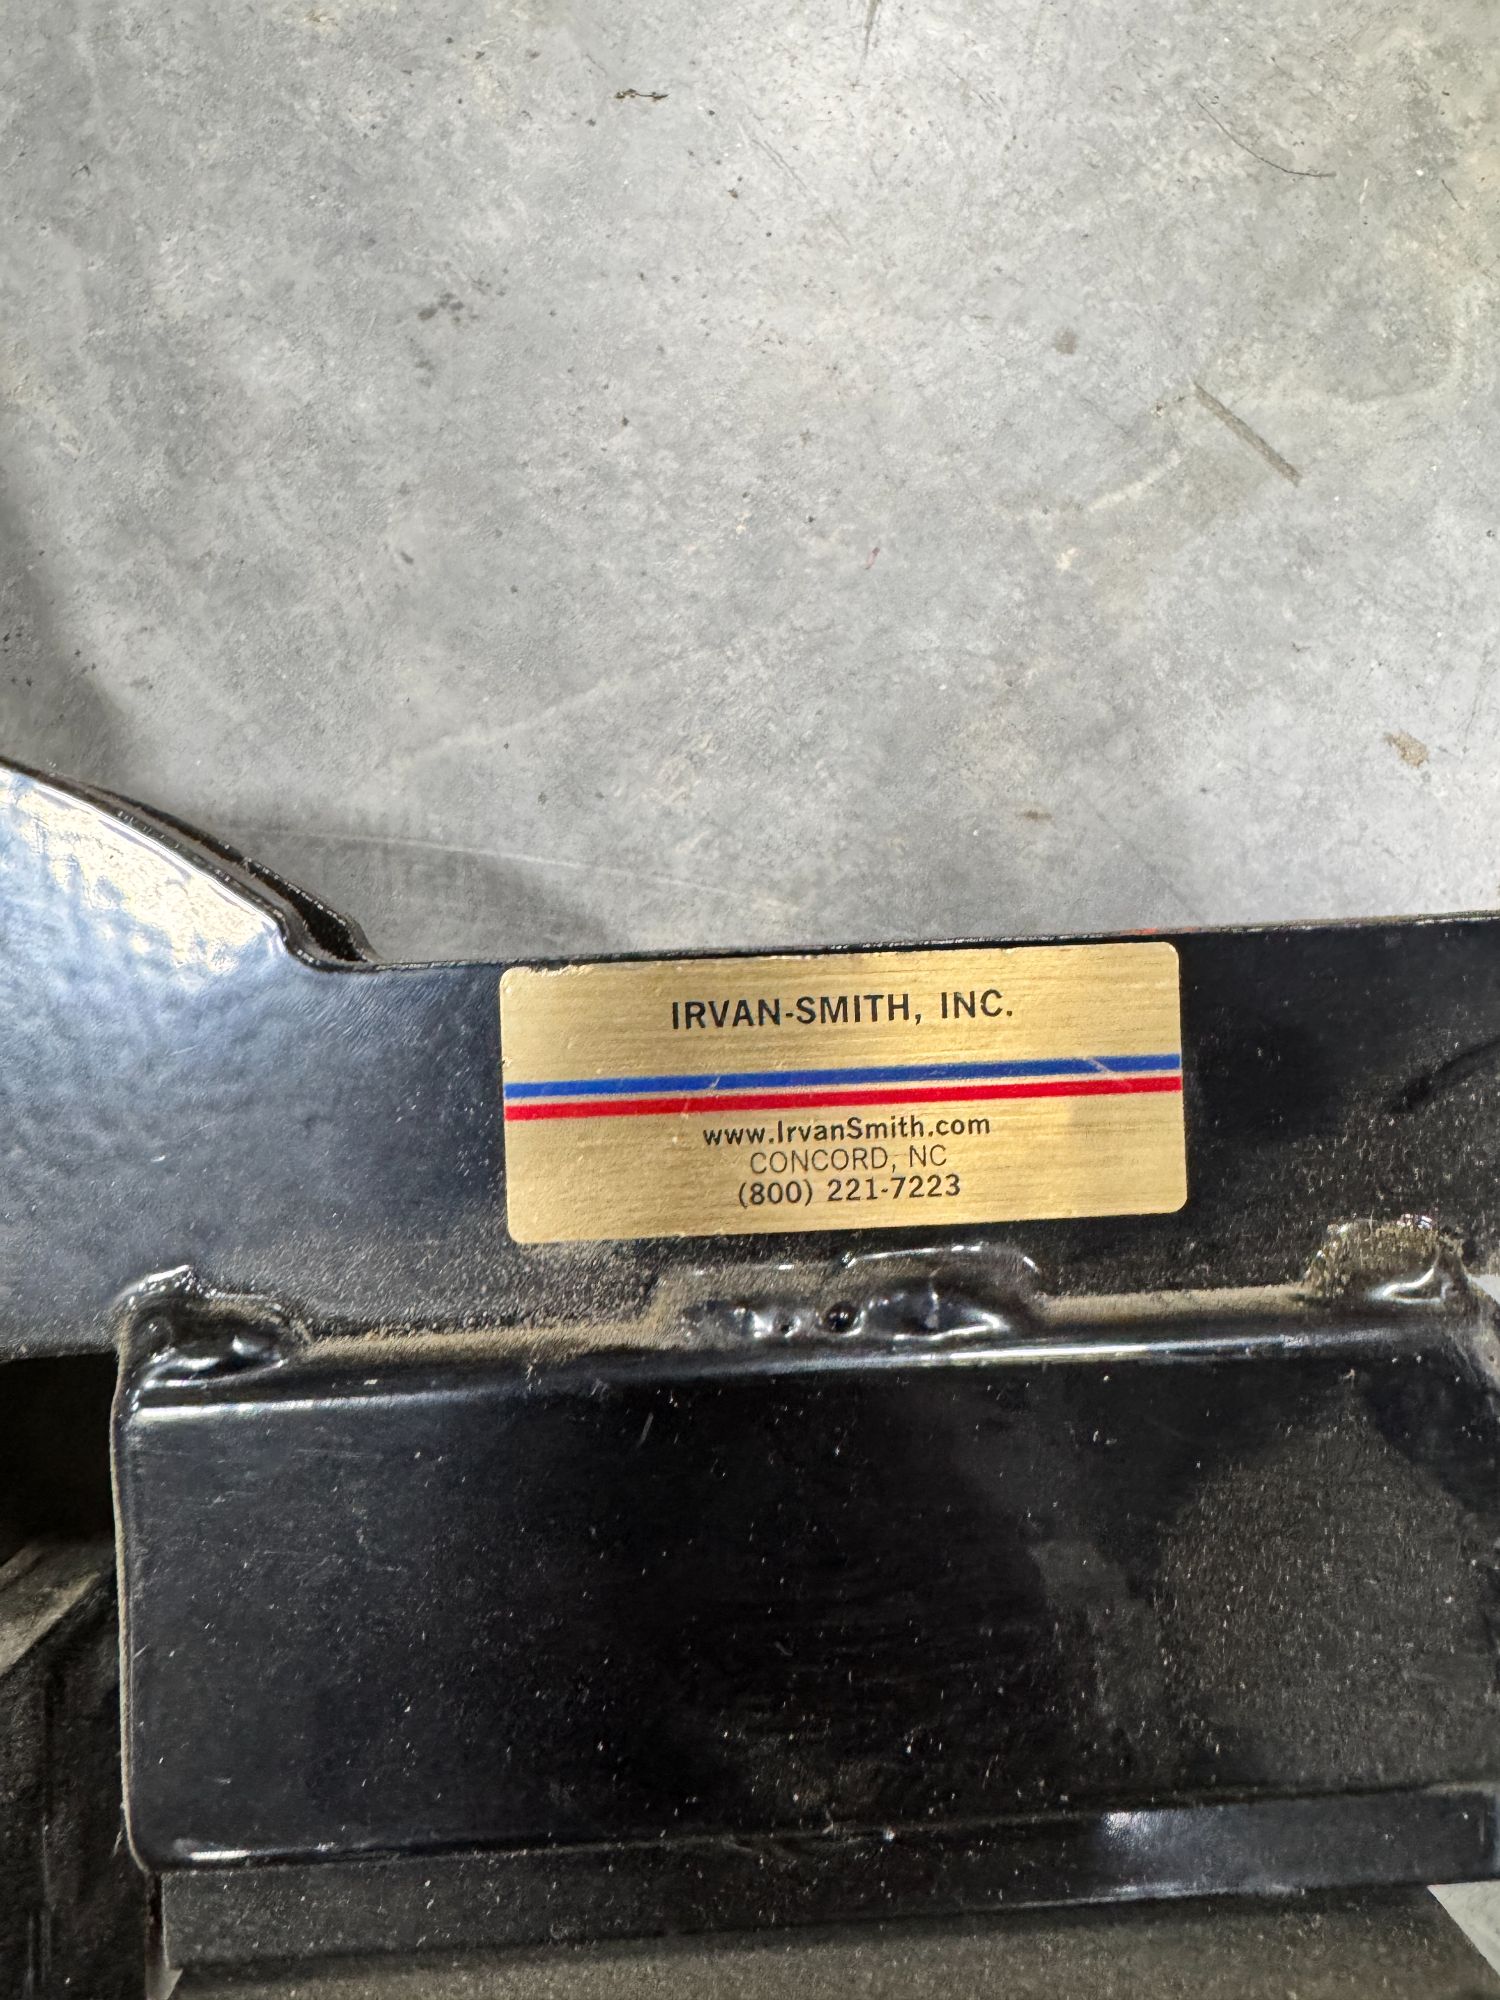 IRVAN-SMITH, INC.
www.IrvanSmith.com
CONCORD, NC
(800) 221-7223